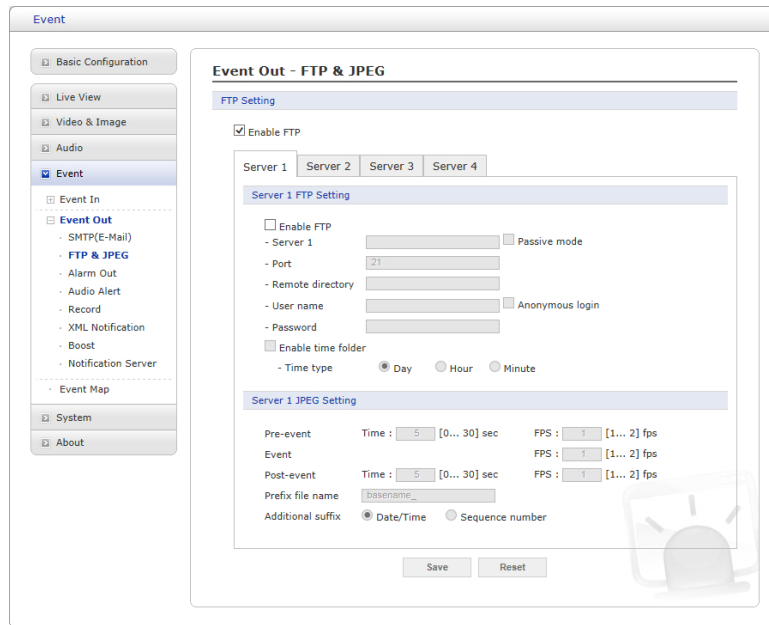 Event
Basic Configuration
Live View
Video & Image
Audio
Event
Event In
Event Out
· SMTP(E-Mail)
· FTP & JPEG
· Alarm Out
· Audio Alert
· Record
· XML Notification
· Boost
· Notification Server
· Event Map
System
About
Event Out - FTP & JPEG
FTP Setting
Enable FTP
Server 1 Server 2 Server 3 Server 4
Server 1 FTP Setting
Enable FTP
- Server 1 Passive mode
- Port 21
- Remote directory
- User name Anonymous login
- Password
Enable time folder
- Time type Day Hour Minute
Server 1 JPEG Setting
Pre-event Time : 5 [0... 30] sec FPS : 1 [1... 2] fps
Event FPS : 1 [1... 2] fps
Post-event Time : 5 [0... 30] sec FPS : 1 [1... 2] fps
Prefix file name basename_
Additional suffix Date/Time Sequence number
Save Reset